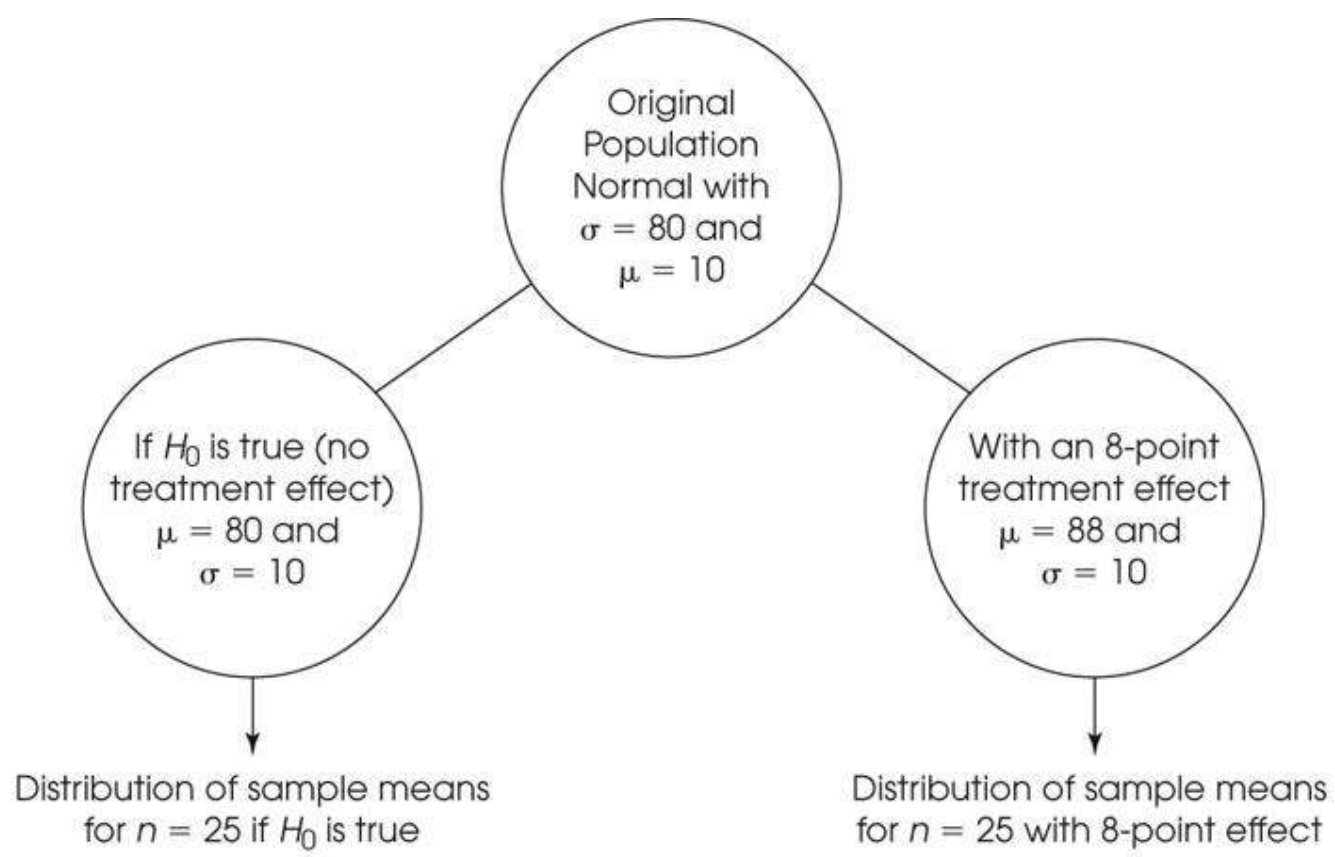 Original
Population
Normal with
σ = 80 and
μ = 10
If H₀ is true (no
treatment effect)
μ = 80 and
σ = 10
With an 8-point
treatment effect
μ = 88 and
σ = 10
Distribution of sample means
for n = 25 if H₀ is true
Distribution of sample means
for n = 25 with 8-point effect